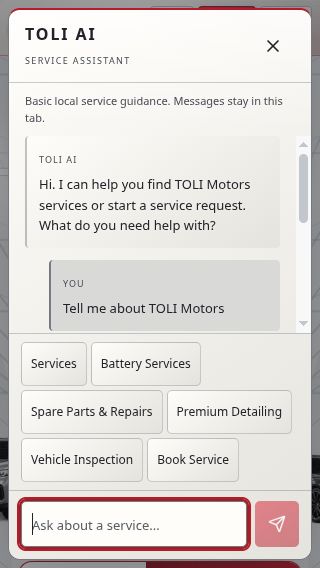 TOLI AI
SERVICE ASSISTANT
Basic local service guidance. Messages stay in this
tab.
TOLI AI
Hi. I can help you find TOLI Motors
services or start a service request.
What do you need help with?
YOU
Tell me about TOLI Motors
Services
Battery Services
Spare Parts & Repairs
Premium Detailing
Vehicle Inspection
Book Service
Ask about a service...